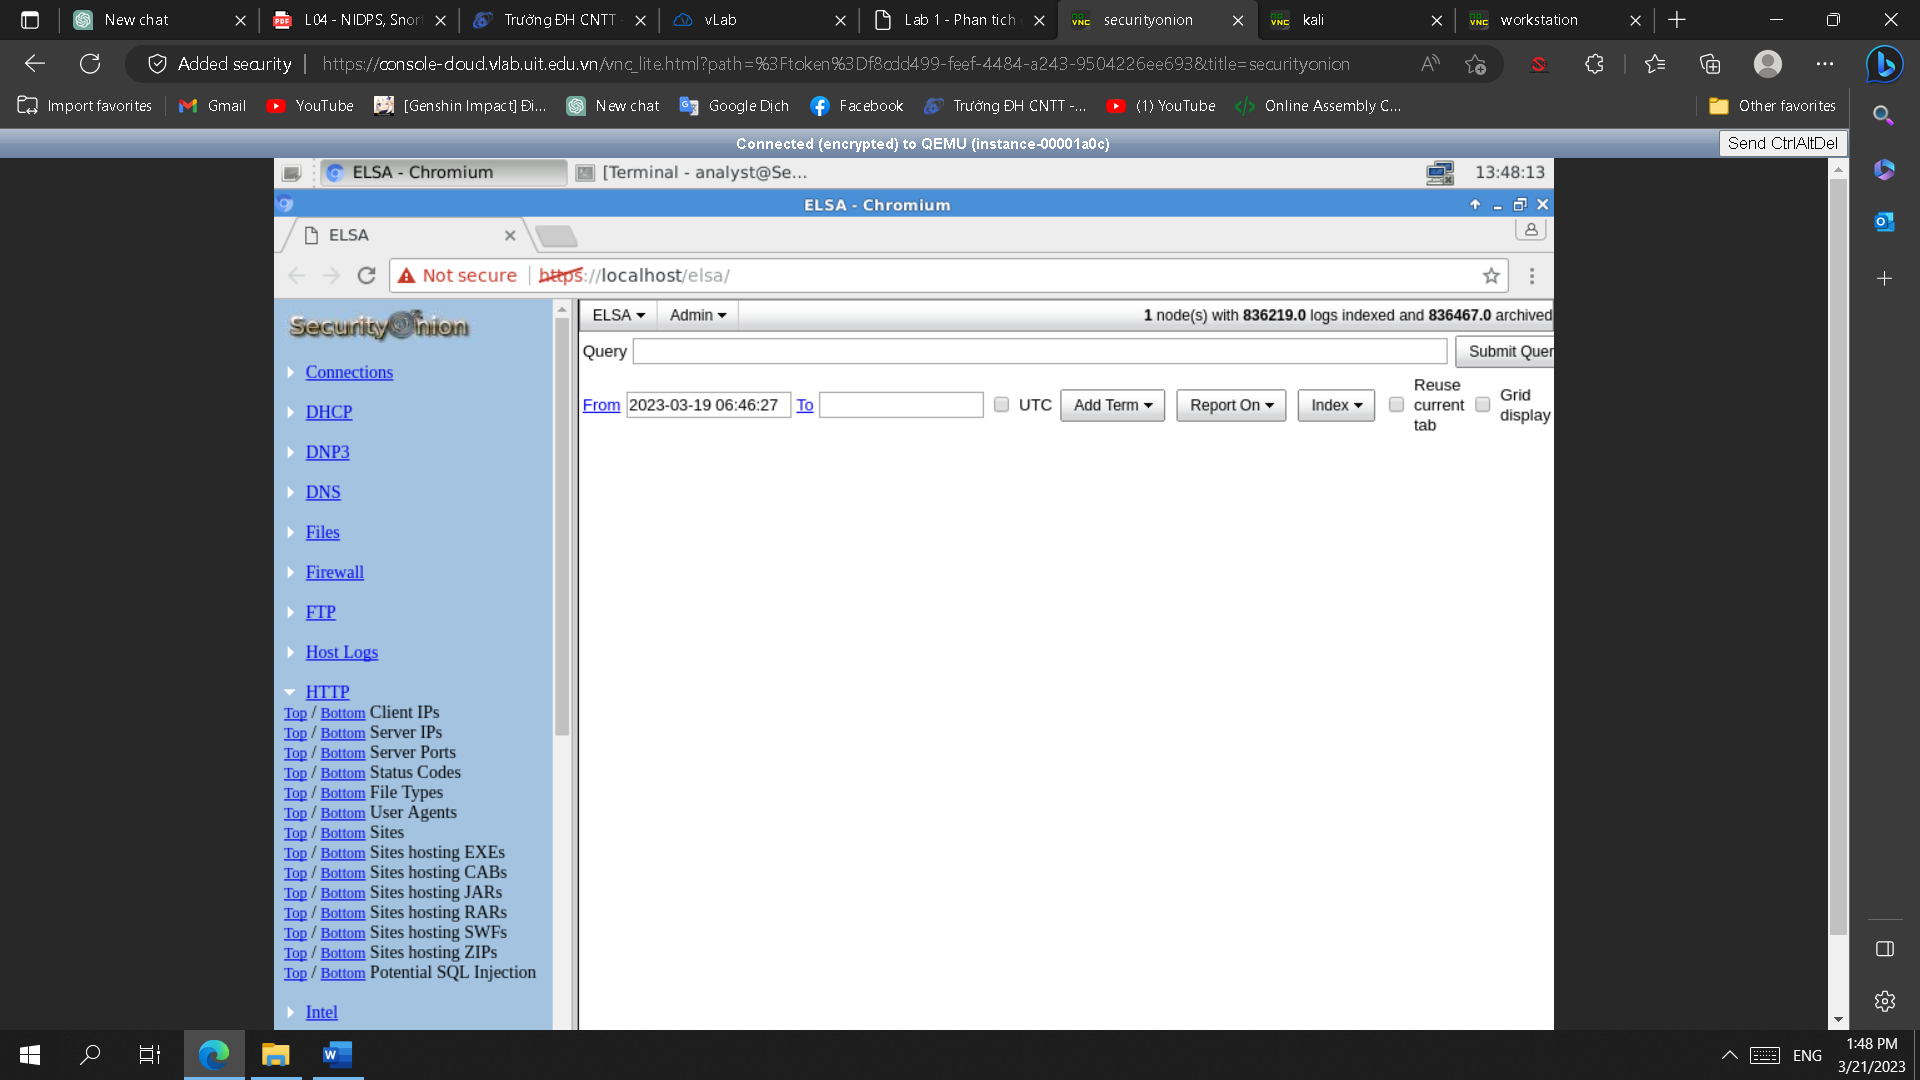 New chat
L04 - NIDPS, Snort
Trường ĐH CNTT -
vLab
Lab 1 - Phan tich
securityonion
kali
workstation
Added security
https://console-cloud.vlab.uit.edu.vn/vnc_lite.html?path=%3Ftoken%3Df8cdd499-feef-4484-a243-9504226ee693&title=securityonion
Import favorites
Gmail
YouTube
[Genshin Impact] Đi...
New chat
Google Dịch
Facebook
Trường ĐH CNTT -...
(1) YouTube
Online Assembly C...
Other favorites
Connected (encrypted) to QEMU (instance-00001a0c)
Send CtrlAltDel
ELSA - Chromium
[Terminal - analyst@Se...
13:48:13
ELSA - Chromium
ELSA
Not secure
https://localhost/elsa/
SecurityOnion
ELSA
Admin
1 node(s) with 836219.0 logs indexed and 836467.0 archived
Query
Submit Quer
From
2023-03-19 06:46:27
To
UTC
Add Term
Report On
Index
Reuse
current
tab
Grid
display
Connections
DHCP
DNP3
DNS
Files
Firewall
FTP
Host Logs
HTTP
Top / Bottom Client IPs
Top / Bottom Server IPs
Top / Bottom Server Ports
Top / Bottom Status Codes
Top / Bottom File Types
Top / Bottom User Agents
Top / Bottom Sites
Top / Bottom Sites hosting EXEs
Top / Bottom Sites hosting CABs
Top / Bottom Sites hosting JARs
Top / Bottom Sites hosting RARs
Top / Bottom Sites hosting SWFs
Top / Bottom Sites hosting ZIPs
Top / Bottom Potential SQL Injection
Intel
ENG
1:48 PM
3/21/2023